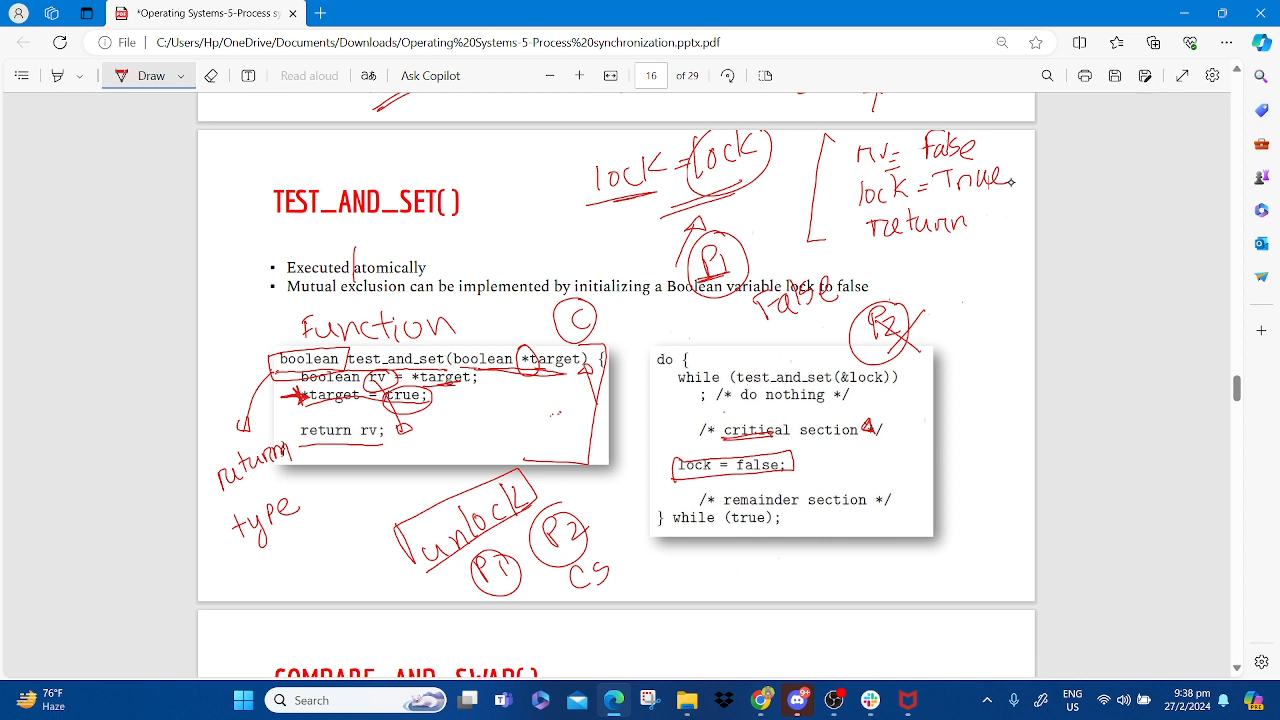 *Operating Systems-5-Process sy
File C:/Users/Hp/OneDrive/Documents/Downloads/Operating%20Systems-5-Process%20synchronization.pptx.pdf
Draw Read aloud Ask Copilot 16 of 29
lock = lock
rv = false
lock = True
return
TEST_AND_SET( )
P1
False
Executed atomically
Mutual exclusion can be implemented by initializing a Boolean variable lock to false
Function
C
P2
boolean test_and_set(boolean *target) {
boolean rv = *target;
*target = true;
return rv;
do {
while (test_and_set(&lock))
; /* do nothing */
/* critical section */
lock = false;
/* remainder section */
} while (true);
return
type
unlock
P1
P2
CS
COMPARE_AND_SWAP( )
76°F
Haze
Search
ENG
US
9:38 pm
27/2/2024